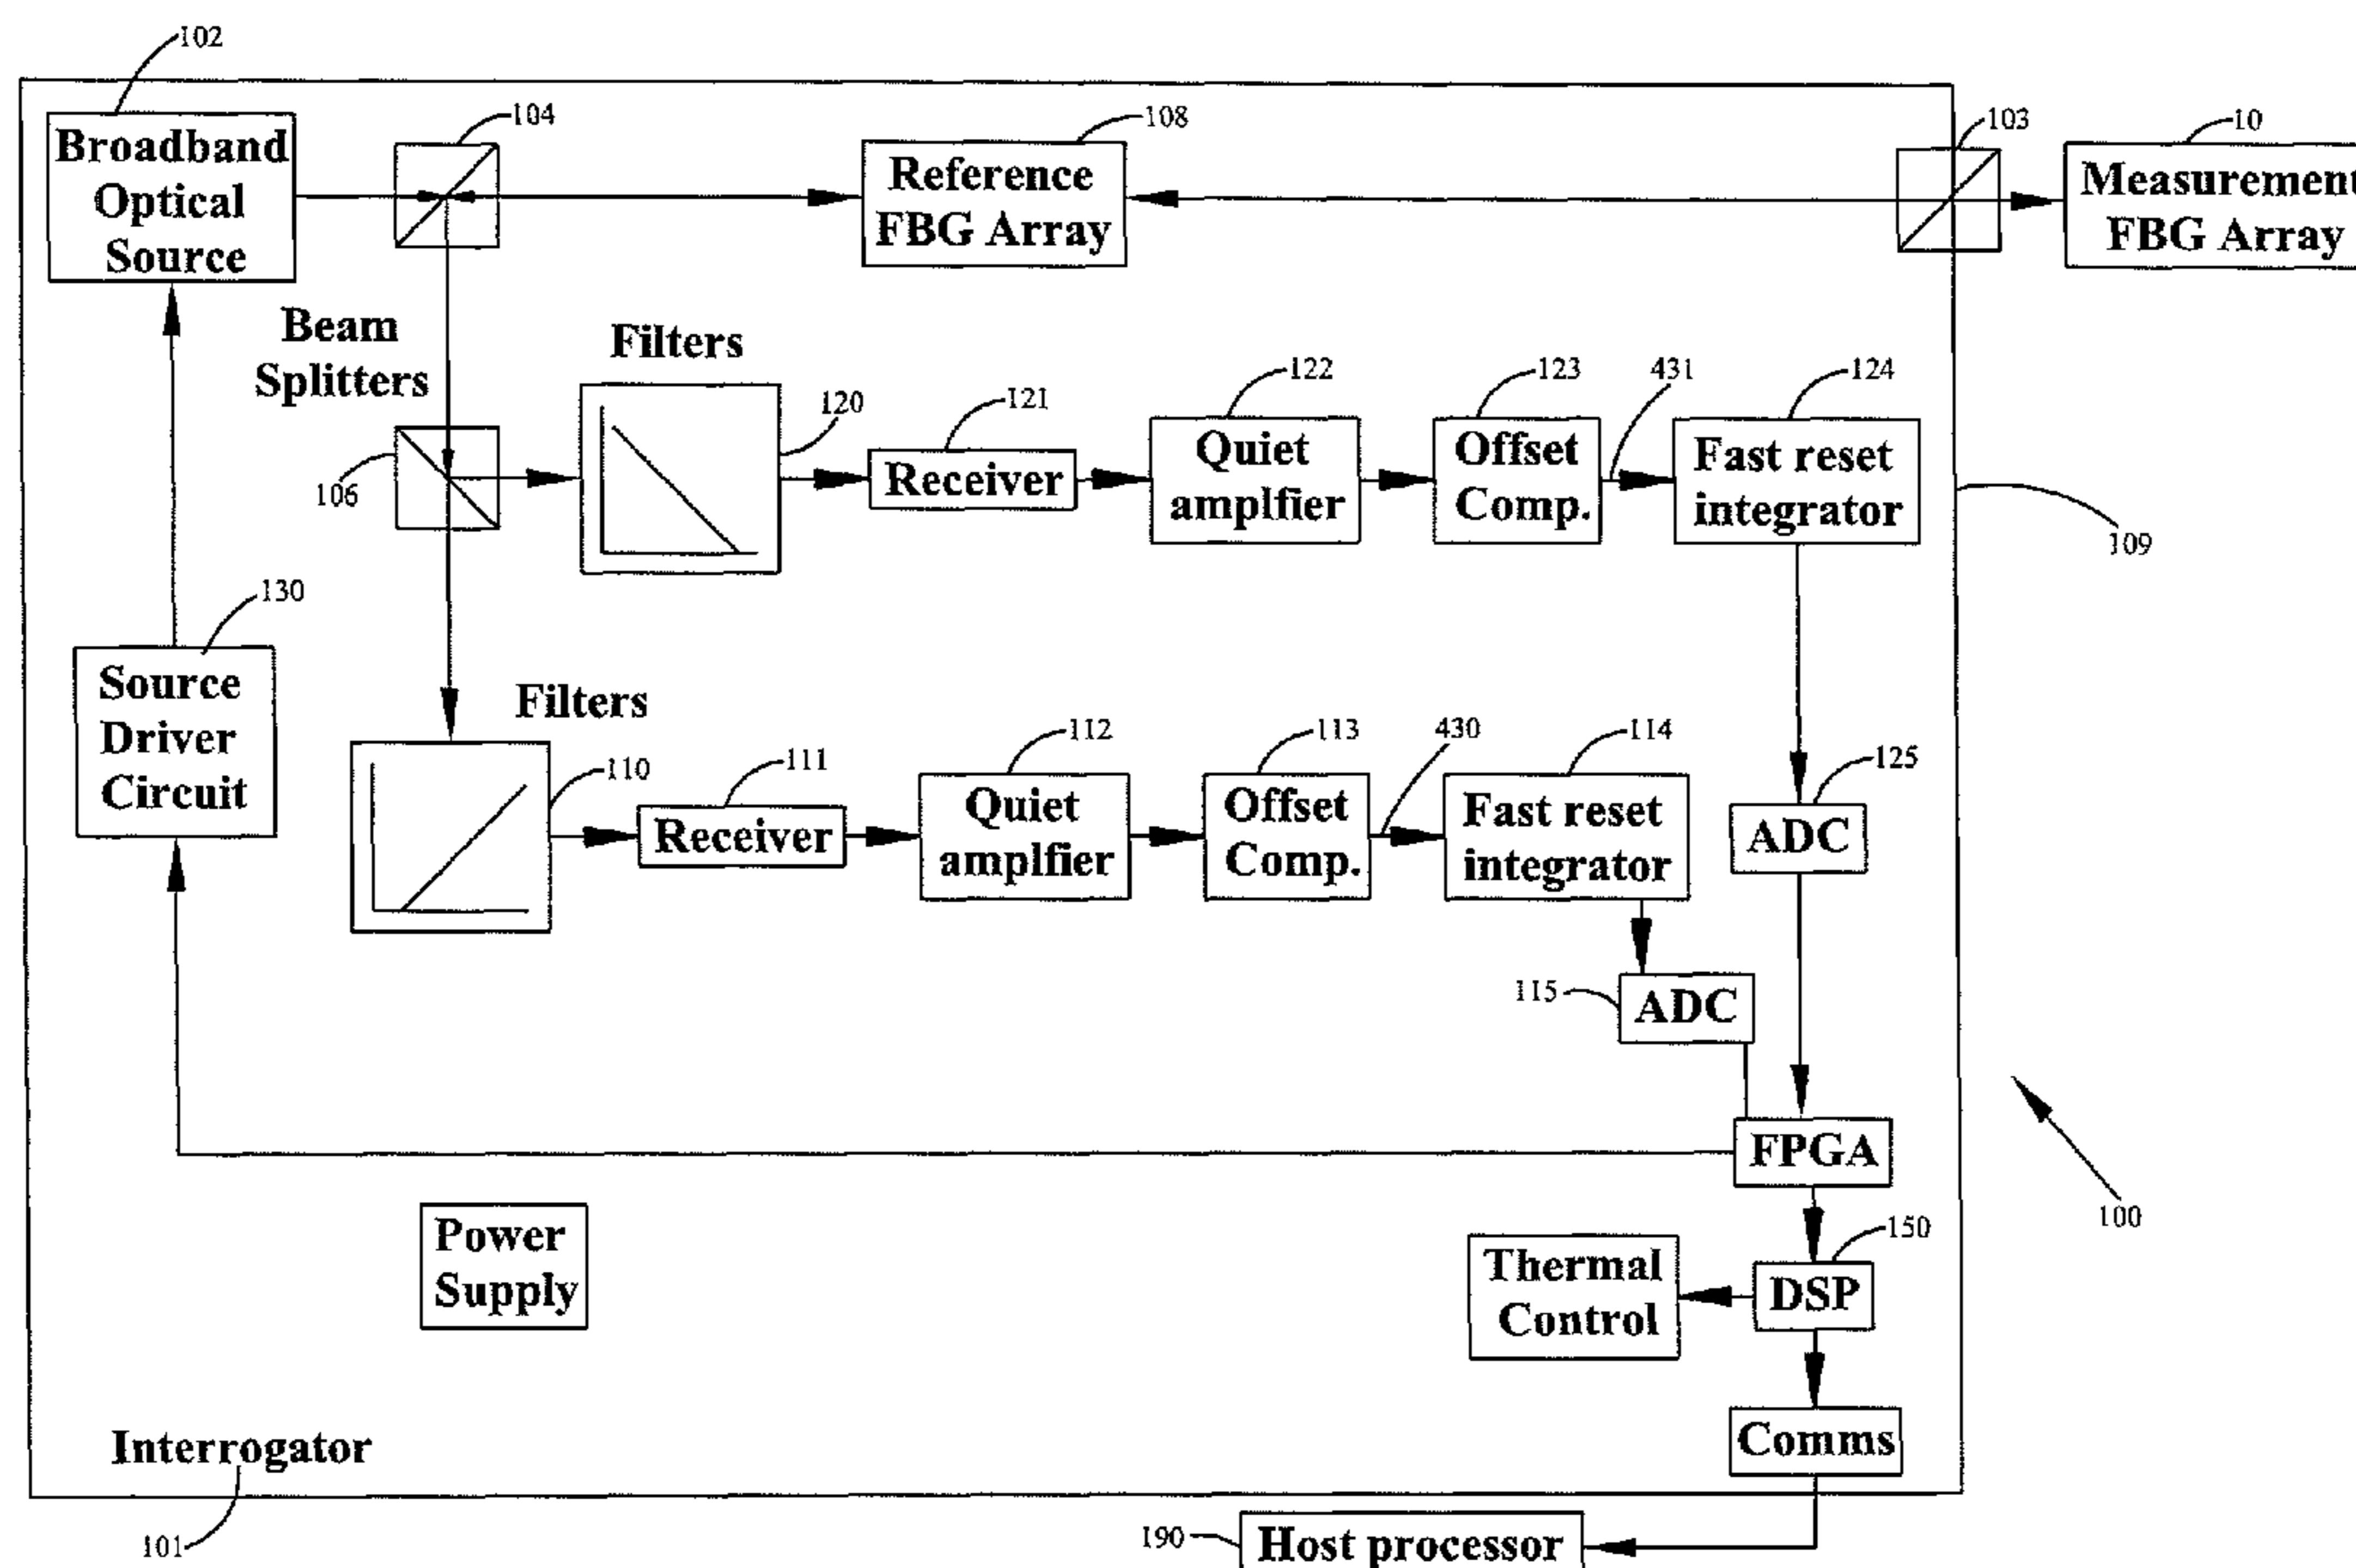 102
104
108
103
10
Broadband
Optical
Source
Reference
FBG Array
Measurement
FBG Array
Beam
Splitters
Filters
106
120
121
122
123
431
124
109
Receiver
Quiet
amplfier
Offset
Comp.
Fast reset
integrator
130
Source
Driver
Circuit
Filters
110
111
112
113
430
114
125
Receiver
Quiet
amplfier
Offset
Comp.
Fast reset
integrator
ADC
115
ADC
FPGA
100
Power
Supply
Thermal
Control
150
DSP
Comms
Interrogator
101
190
Host processor